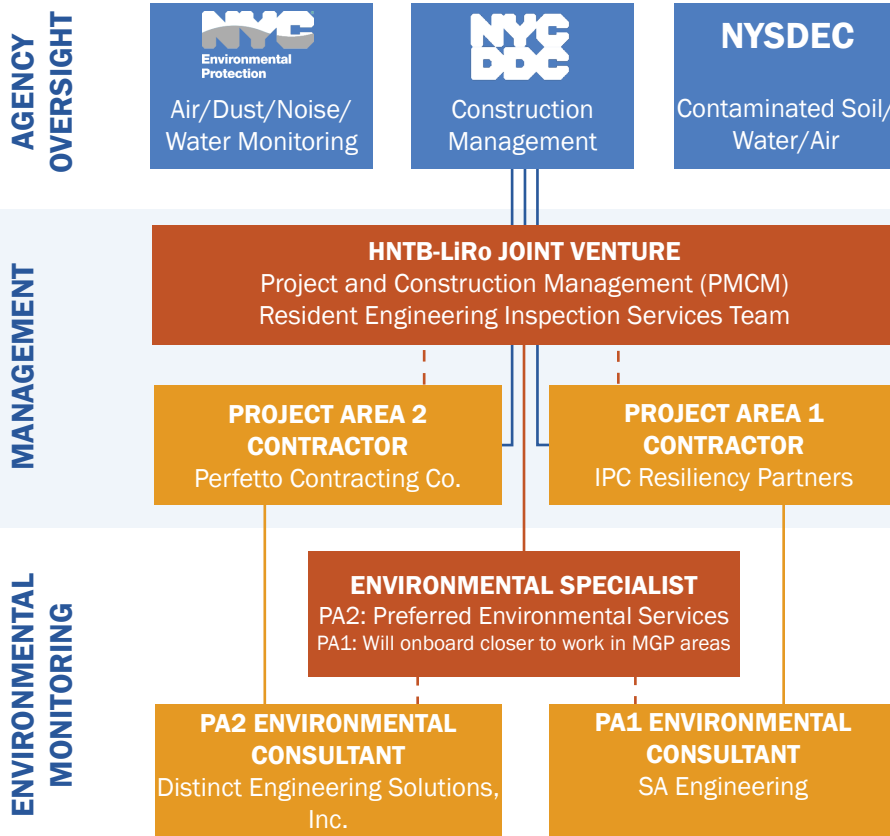 AGENCY
OVERSIGHT
NYC
Environmental
Protection
Air/Dust/Noise/
Water Monitoring
NYC
DDC
Construction
Management
NYSDEC
Contaminated Soil/
Water/Air
MANAGEMENT
HNTB-LiRo JOINT VENTURE
Project and Construction Management (PMCM)
Resident Engineering Inspection Services Team
PROJECT AREA 2
CONTRACTOR
Perfetto Contracting Co.
PROJECT AREA 1
CONTRACTOR
IPC Resiliency Partners
ENVIRONMENTAL
MONITORING
ENVIRONMENTAL SPECIALIST
PA2: Preferred Environmental Services
PA1: Will onboard closer to work in MGP areas
PA2 ENVIRONMENTAL
CONSULTANT
Distinct Engineering Solutions,
Inc.
PA1 ENVIRONMENTAL
CONSULTANT
SA Engineering